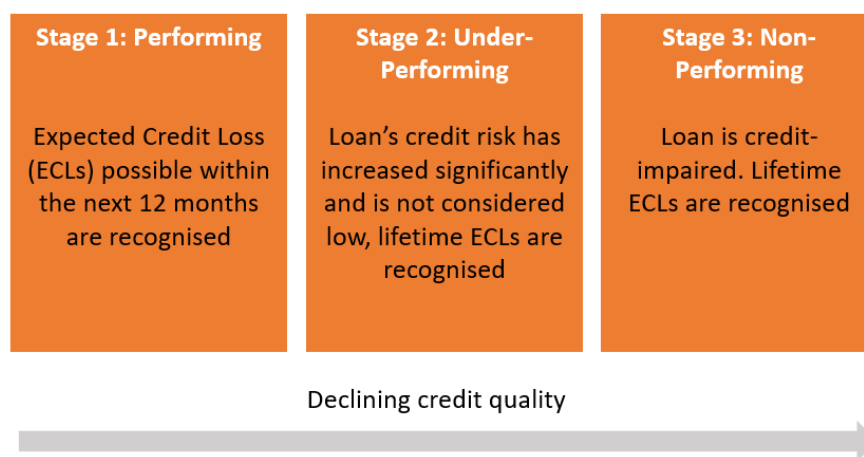 Stage 1: Performing
Expected Credit Loss
(ECLs) possible within
the next 12 months
are recognised
Stage 2: Under-
Performing
Loan's credit risk has
increased significantly
and is not considered
low, lifetime ECLs are
recognised
Stage 3: Non-
Performing
Loan is credit-
impaired. Lifetime
ECLs are recognised
Declining credit quality